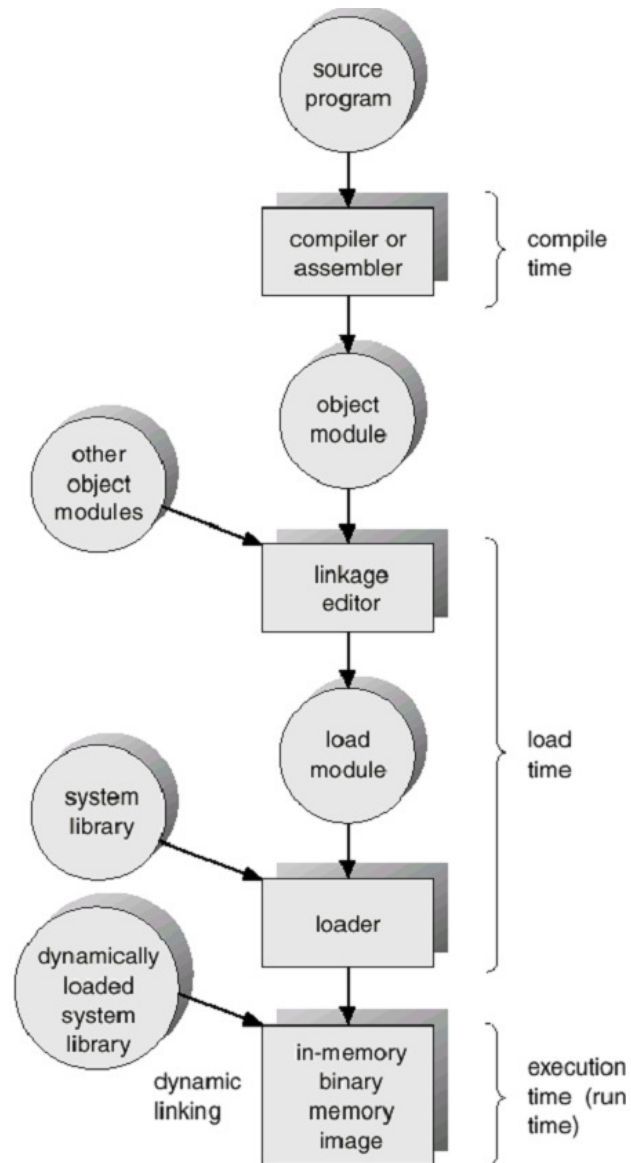 source
program
compiler or
assembler
compile
time
object
module
other
object
modules
linkage
editor
load
module
load
time
system
library
loader
dynamically
loaded
system
library
dynamic
linking
in-memory
binary
memory
image
execution
time (run
time)